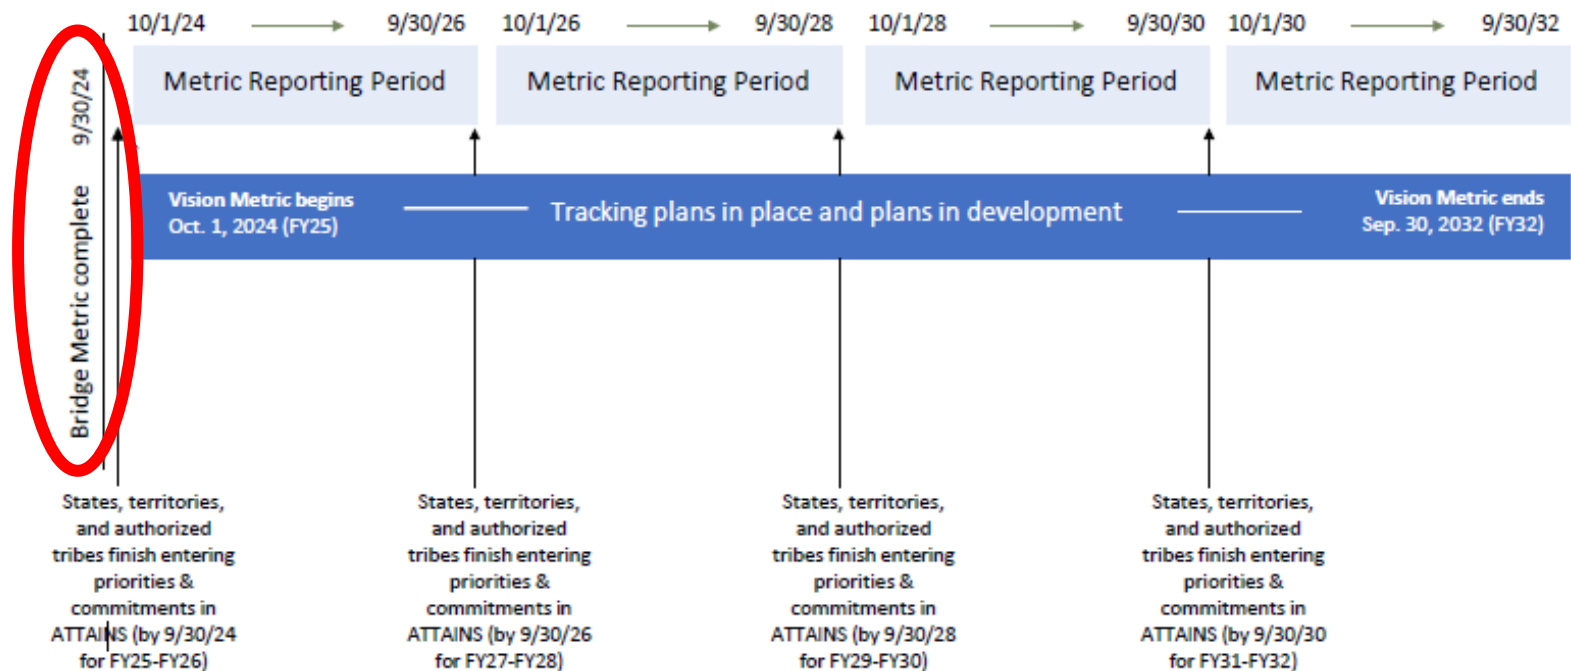 10/1/24 9/30/26 10/1/26 9/30/28 10/1/28 9/30/30 10/1/30 9/30/32
Metric Reporting Period
Metric Reporting Period
Metric Reporting Period
Metric Reporting Period
Bridge Metric complete 9/30/24
Vision Metric begins
Oct. 1, 2024 (FY25)
Tracking plans in place and plans in development
Vision Metric ends
Sep. 30, 2032 (FY32)
States, territories,
and authorized
tribes finish entering
priorities &
commitments in
ATTAINS (by 9/30/24
for FY25-FY26)
States, territories,
and authorized
tribes finish entering
priorities &
commitments in
ATTAINS (by 9/30/26
for FY27-FY28)
States, territories,
and authorized
tribes finish entering
priorities &
commitments in
ATTAINS (by 9/30/28
for FY29-FY30)
States, territories,
and authorized
tribes finish entering
priorities &
commitments in
ATTAINS (by 9/30/30
for FY31-FY32)